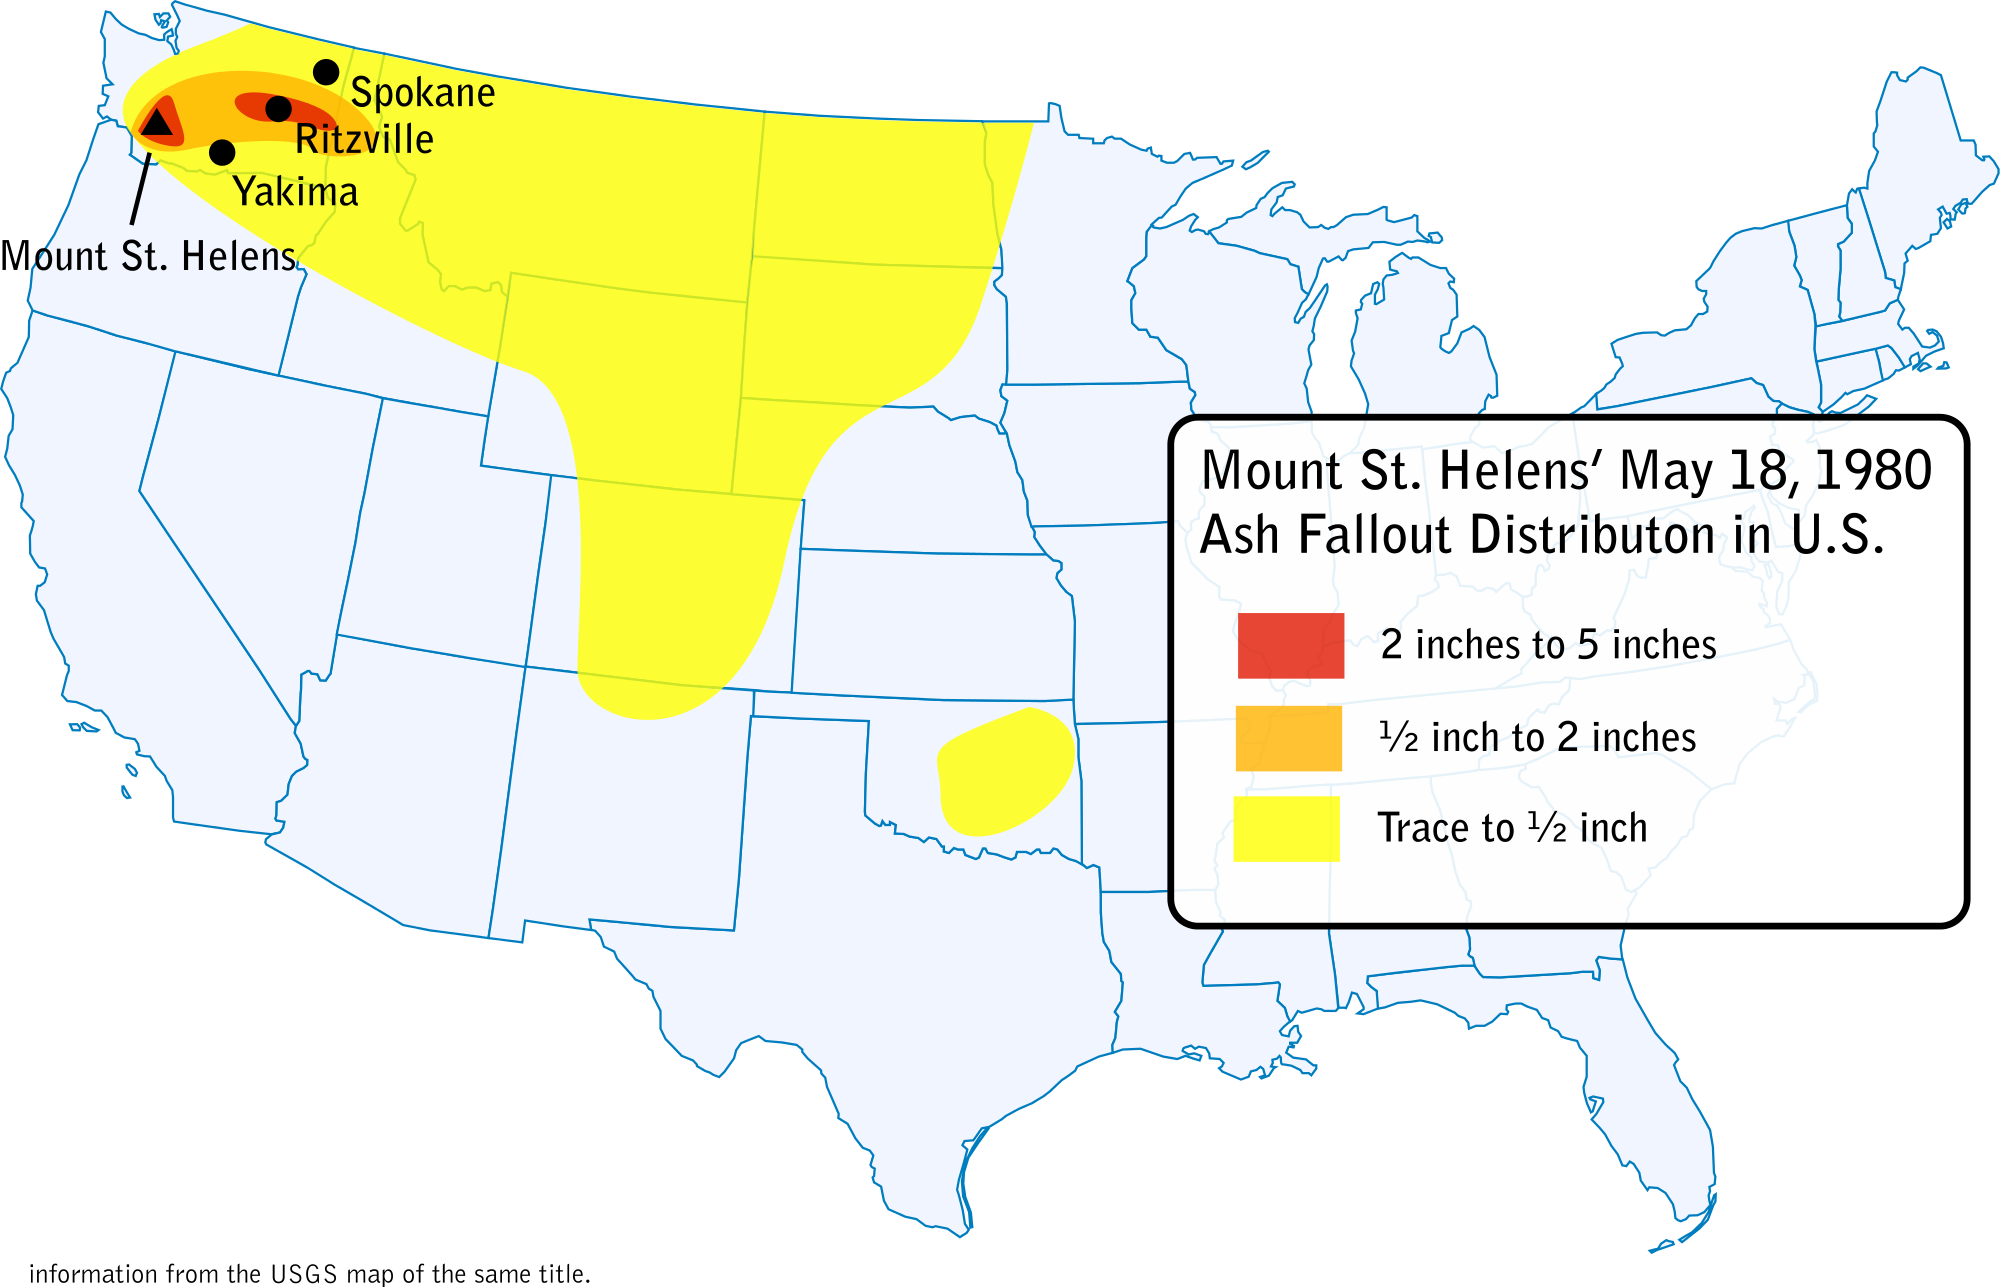 Spokane
Ritzville
Yakima
Mount St. Helens
Mount St. Helens’ May 18, 1980
Ash Fallout Distributon in U.S.
2 inches to 5 inches
½ inch to 2 inches
Trace to ½ inch
information from the USGS map of the same title.